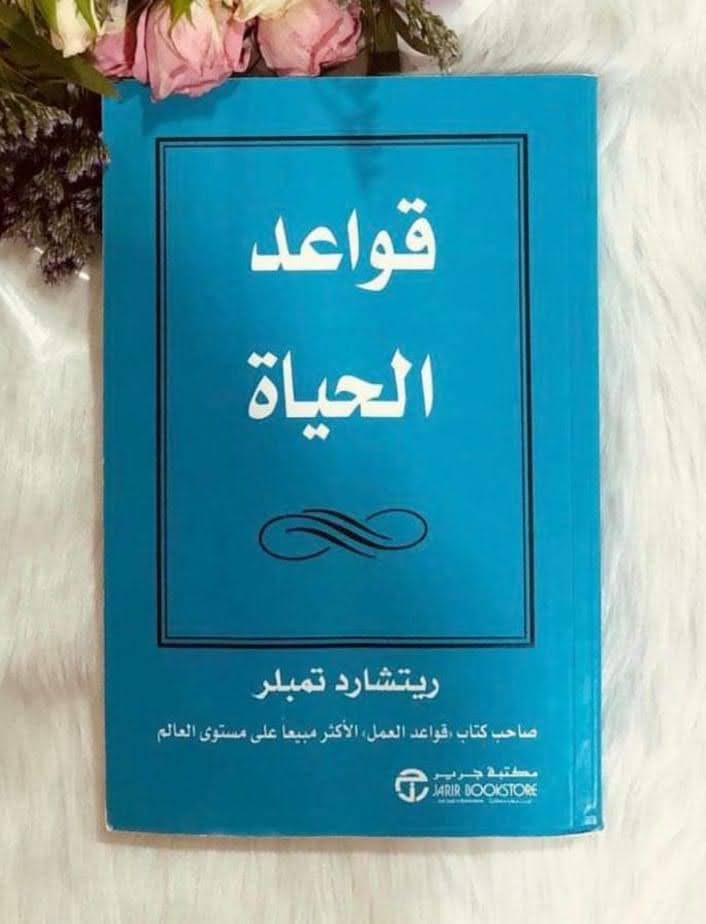 قواعد
الحياة
ريتشارد تمبلر
صاحب كتاب «قواعد العمل» الأكثر مبيعاً على مستوى العالم
مكتبة جرير
JARIR BOOKSTORE